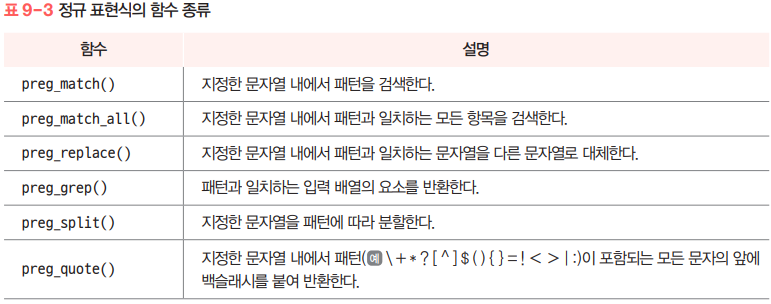 표 9-3 정규 표현식의 함수 종류
함수 설명
preg_match() 지정한 문자열 내에서 패턴을 검색한다.
preg_match_all() 지정한 문자열 내에서 패턴과 일치하는 모든 항목을 검색한다.
preg_replace() 지정한 문자열 내에서 패턴과 일치하는 문자열을 다른 문자열로 대체한다.
preg_grep() 패턴과 일치하는 입력 배열의 요소를 반환한다.
preg_split() 지정한 문자열을 패턴에 따라 분할한다.
preg_quote() 지정한 문자열 내에서 패턴(예 \ + * ? [ ^ ] $ ( ) { } = ! < > | :)이 포함되는 모든 문자의 앞에
백슬래시를 붙여 반환한다.